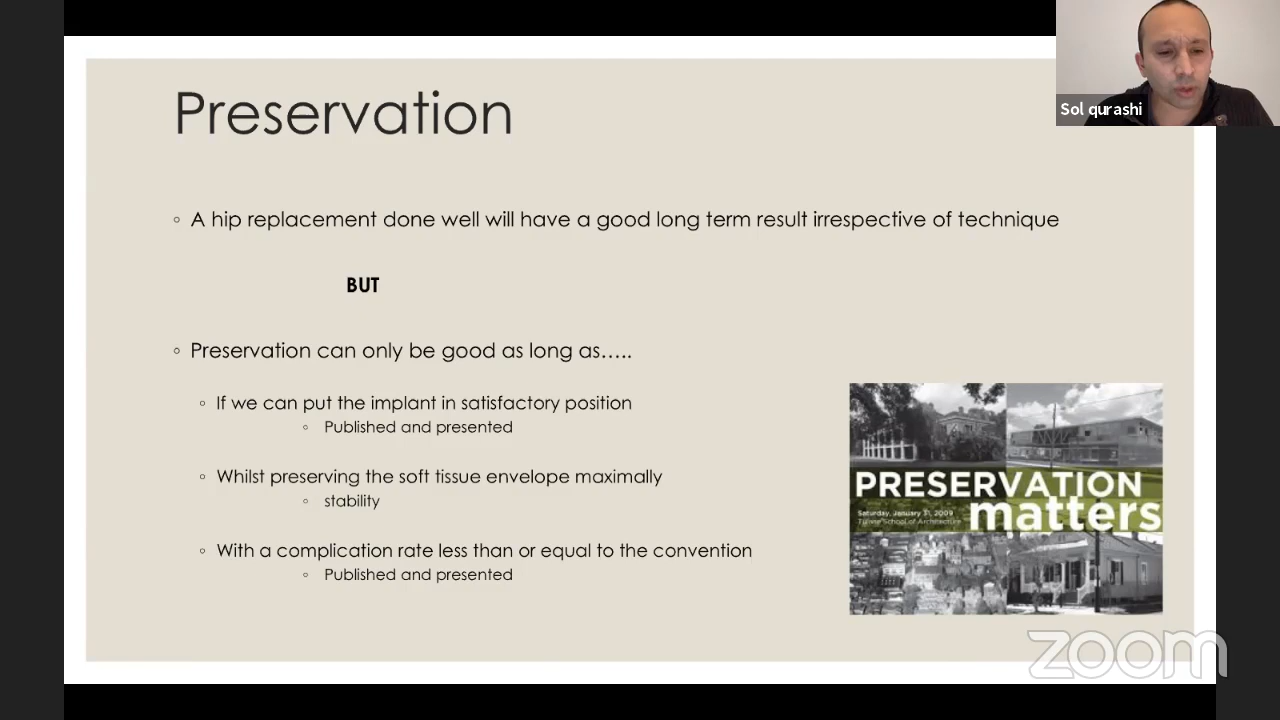 Preservation
Sol qurashi
A hip replacement done well will have a good long term result irrespective of technique
BUT
Preservation can only be good as long as.....
If we can put the implant in satisfactory position
Published and presented
Whilst preserving the soft tissue envelope maximally
stability
With a complication rate less than or equal to the convention
Published and presented
PRESERVATION
matters
Saturday, January 31, 2009
Tulane School of Architecture
zoom